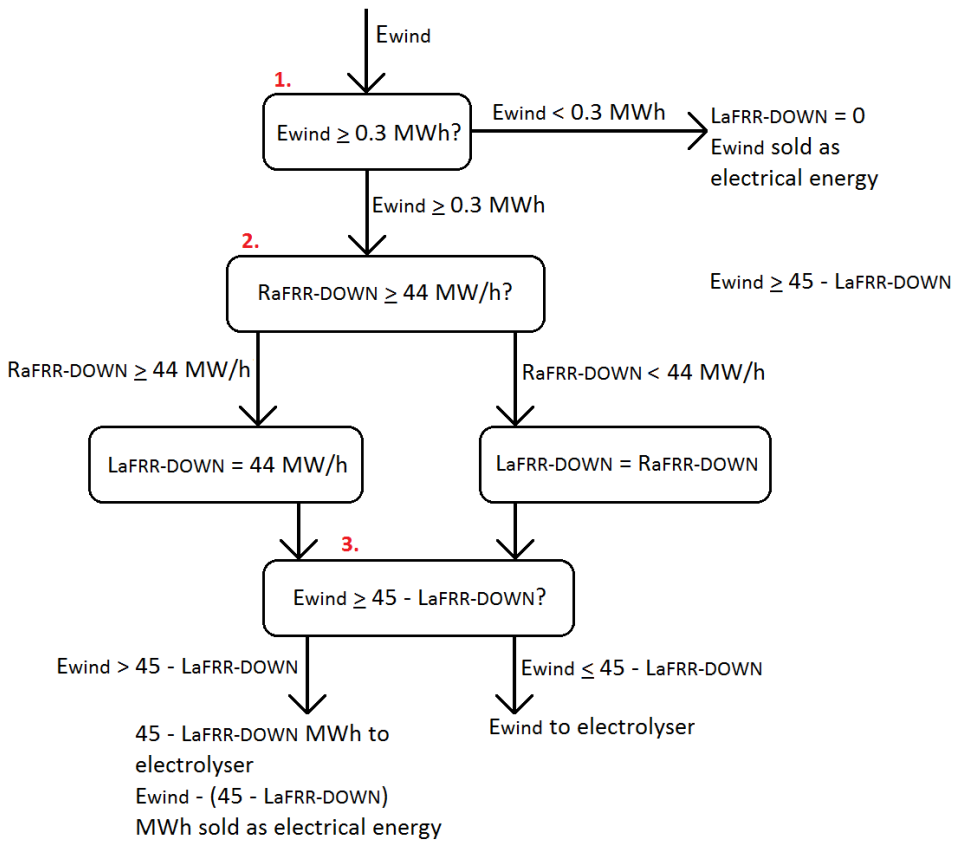 Ewind
1.
Ewind ≥ 0.3 MWh?
Ewind < 0.3 MWh
LaFRR-DOWN = 0
Ewind sold as
electrical energy
Ewind ≥ 0.3 MWh
2.
RaFRR-DOWN ≥ 44 MW/h?
Ewind ≥ 45 - LaFRR-DOWN
RaFRR-DOWN ≥ 44 MW/h
RaFRR-DOWN < 44 MW/h
LaFRR-DOWN = 44 MW/h
LaFRR-DOWN = RaFRR-DOWN
3.
Ewind ≥ 45 - LaFRR-DOWN?
Ewind > 45 - LaFRR-DOWN
Ewind ≤ 45 - LaFRR-DOWN
45 - LaFRR-DOWN MWh to
electrolyser
Ewind - (45 - LaFRR-DOWN)
MWh sold as electrical energy
Ewind to electrolyser